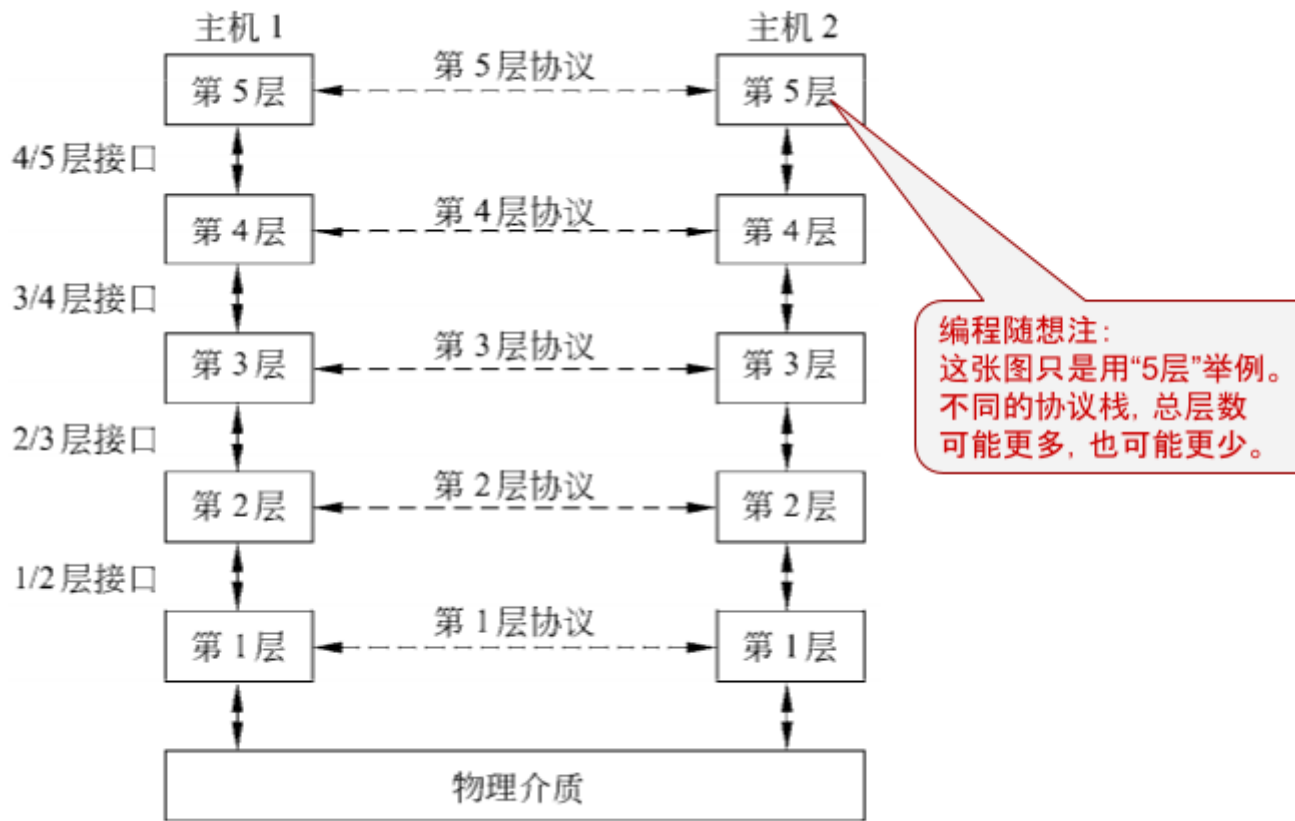 主机 1
主机 2
第 5 层
第 5 层协议
第 5 层
4/5 层接口
第 4 层
第 4 层协议
第 4 层
3/4 层接口
第 3 层
第 3 层协议
第 3 层
编程随想注：
这张图只是用“5层”举例。
不同的协议栈，总层数
可能更多，也可能更少。
2/3 层接口
第 2 层
第 2 层协议
第 2 层
1/2 层接口
第 1 层
第 1 层协议
第 1 层
物理介质